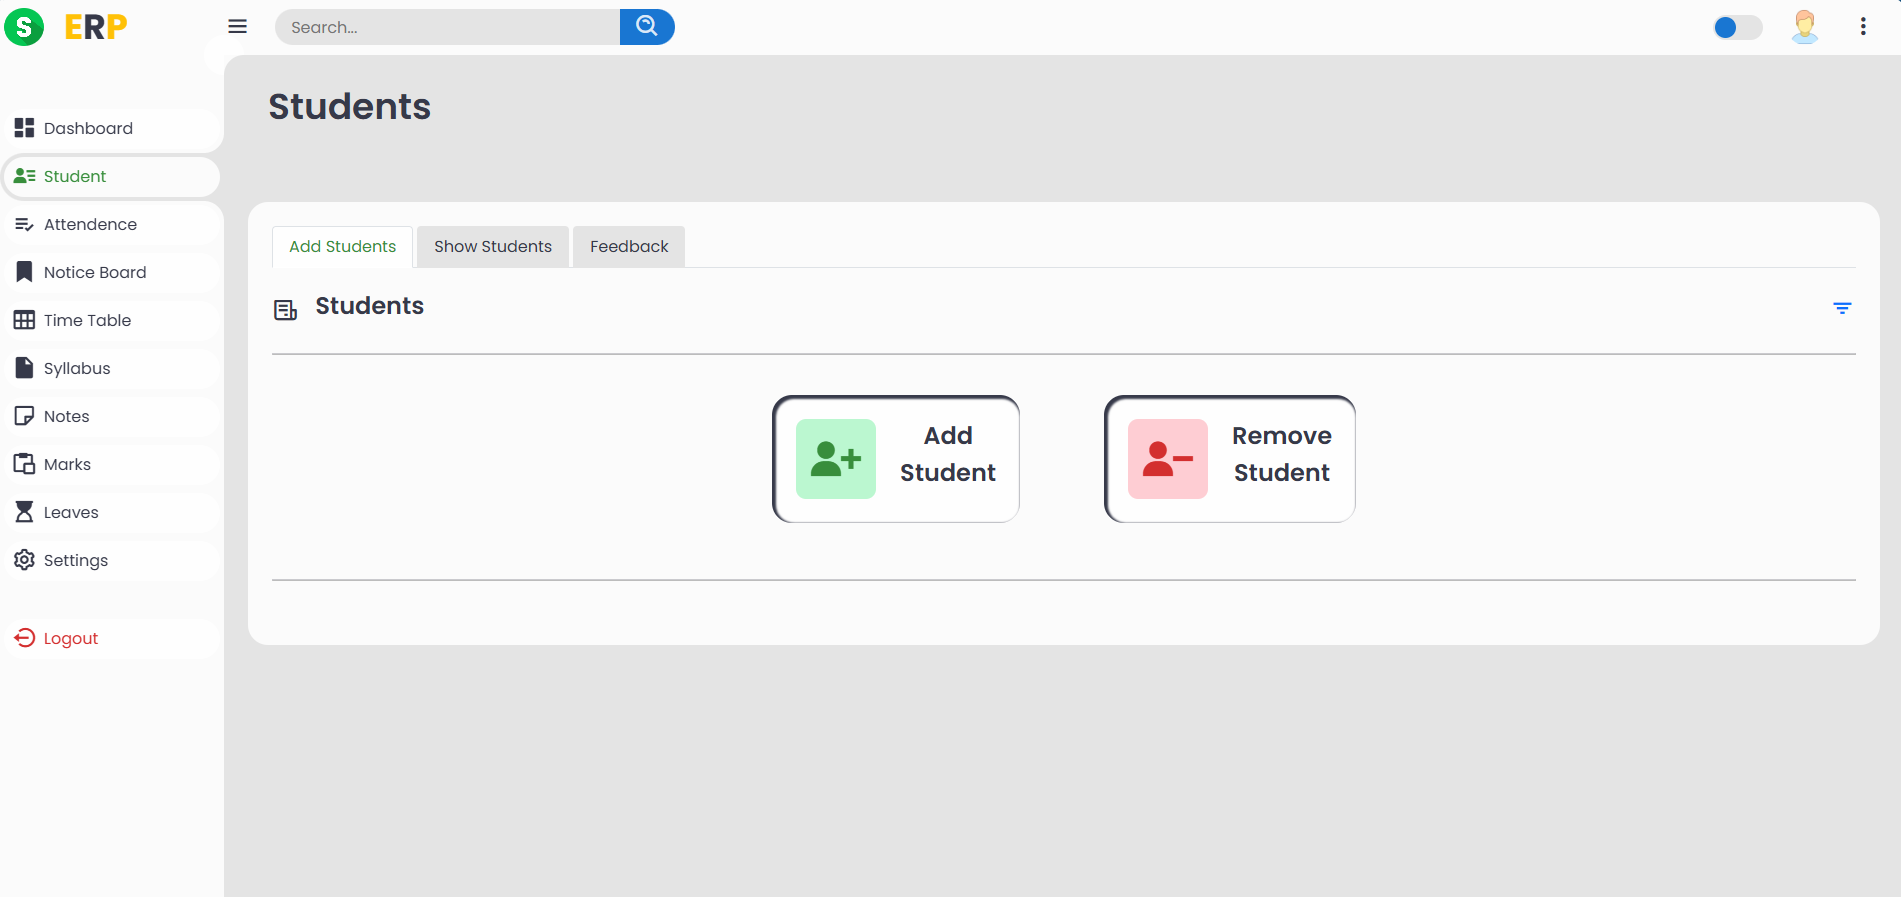 S ERP
Search...
Students
Dashboard
Student
Attendence
Notice Board
Time Table
Syllabus
Notes
Marks
Leaves
Settings
Logout
Add Students
Show Students
Feedback
Students
Add
Student
Remove
Student